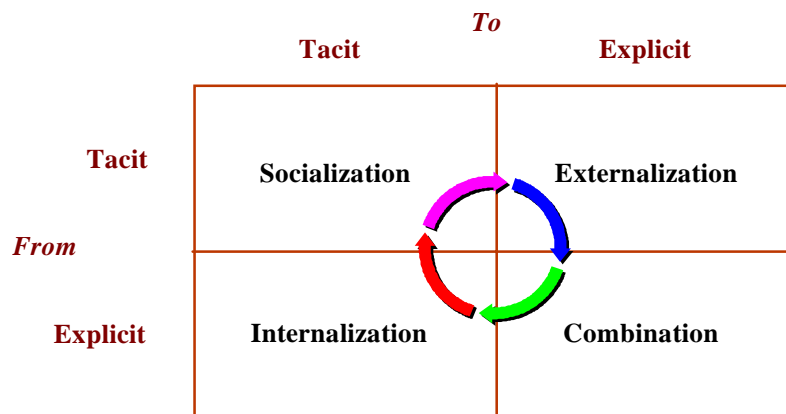 To
Tacit Explicit
Tacit
Socialization Externalization
From
Explicit Internalization Combination